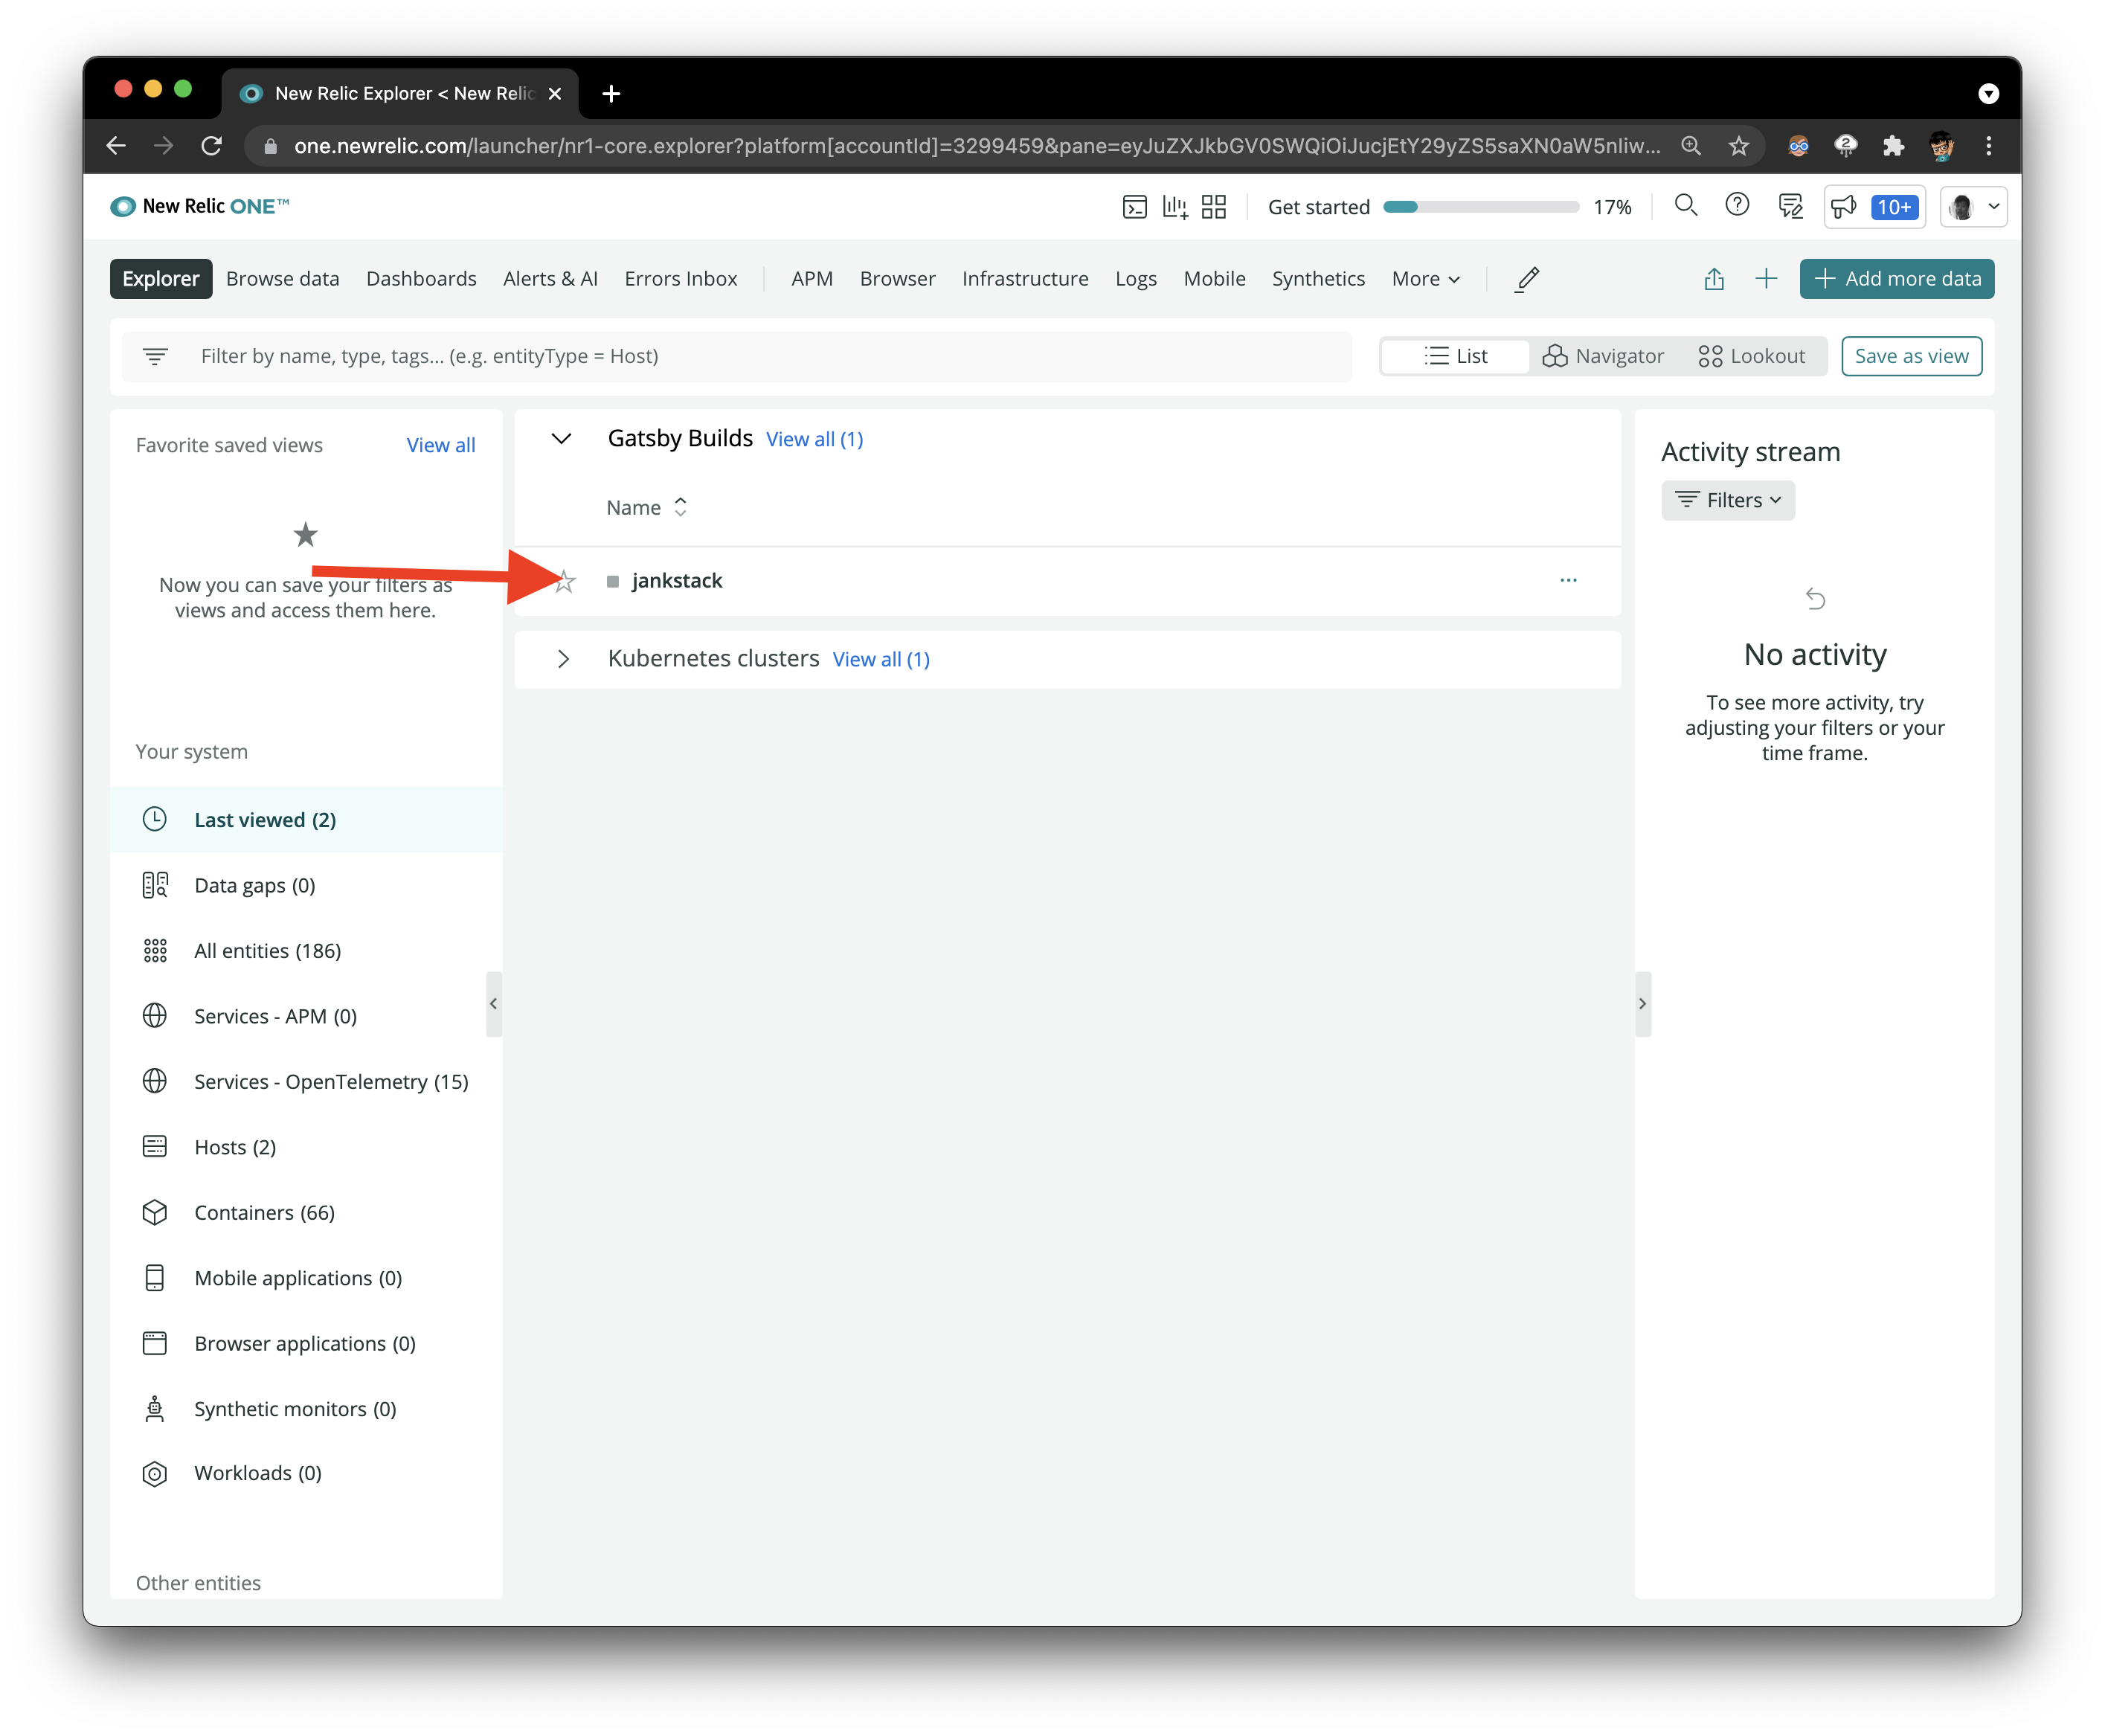 New Relic Explorer < New Relic
one.newrelic.com/launcher/nr1-core.explorer?platform[accountId]=3299459&pane=eyJuZXJkbGV0SWQiOiJucjEtY29yZS5saXN0aW5nIiw...
2
New Relic ONE™
Get started 17% 10+
Explorer Browse data Dashboards Alerts & AI Errors Inbox APM Browser Infrastructure Logs Mobile Synthetics More Add more data
Filter by name, type, tags... (e.g. entityType = Host) List Navigator Lookout Save as view
Favorite saved views View all
Now you can save your filters as
views and access them here.
Your system
Last viewed (2)
Data gaps (0)
All entities (186)
Services - APM (0)
Services - OpenTelemetry (15)
Hosts (2)
Containers (66)
Mobile applications (0)
Browser applications (0)
Synthetic monitors (0)
Workloads (0)
Other entities
Gatsby Builds View all (1)
Name
jankstack
...
Kubernetes clusters View all (1)
Activity stream
Filters
No activity
To see more activity, try
adjusting your filters or your
time frame.